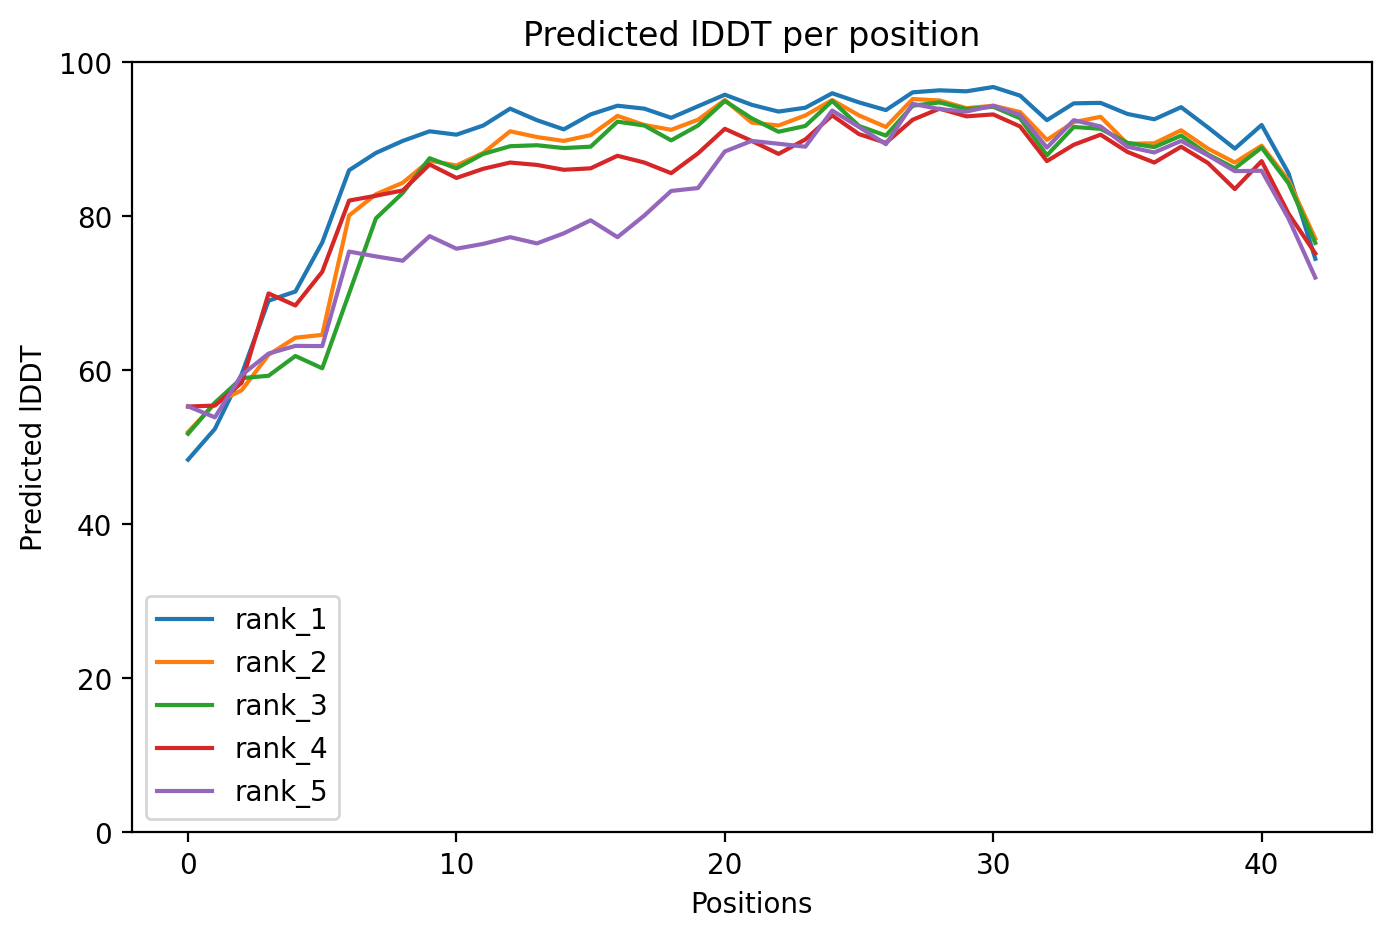 Predicted lDDT per position
100
80
60
40
20
0
Predicted lDDT
rank_1
rank_2
rank_3
rank_4
rank_5
0 10 20 30 40
Positions